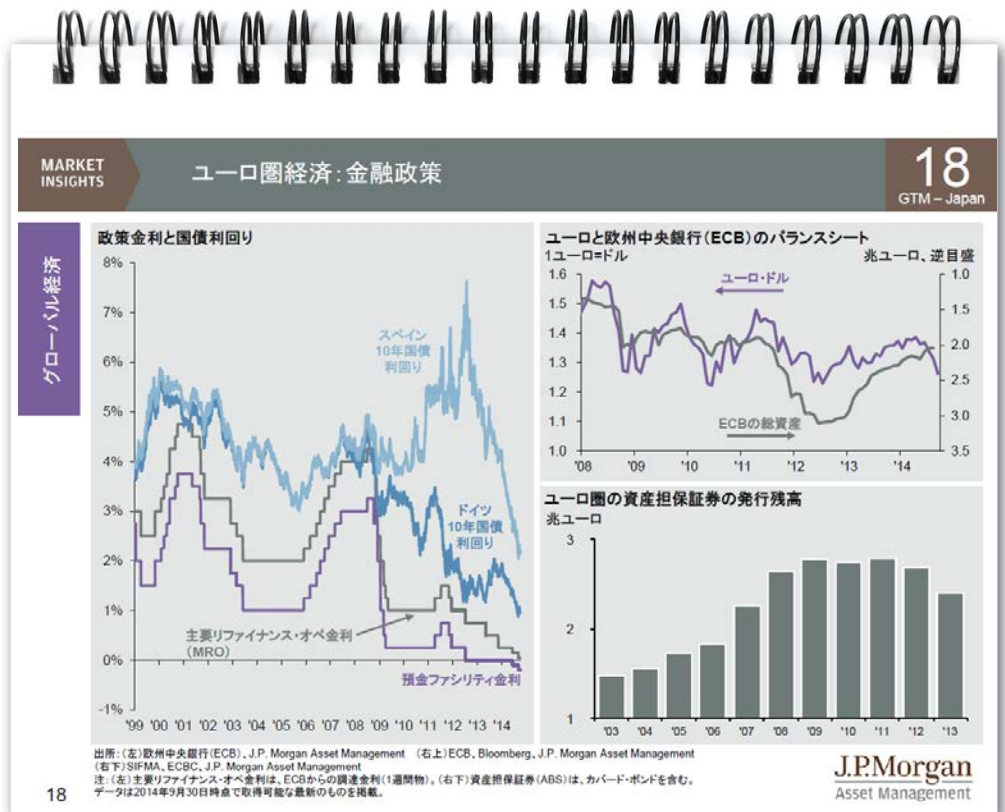 MARKET
INSIGHTS
ユーロ圏経済：金融政策
18
GTM – Japan
グローバル経済
政策金利と国債利回り
8%
7%
6%
5%
4%
3%
2%
1%
0%
-1%
スペイン
10年国債
利回り
ドイツ
10年国債
利回り
主要リファイナンス・オペ金利
(MRO)
預金ファシリティ金利
'99 '00 '01 '02 '03 '04 '05 '06 '07 '08 '09 '10 '11 '12 '13 '14
ユーロと欧州中央銀行（ECB）のバランスシート
1ユーロ=ドル
兆ユーロ、逆目盛
1.6
1.5
1.4
1.3
1.2
1.1
1.0
ユーロ・ドル
ECBの総資産
1.0
1.5
2.0
2.5
3.0
3.5
'08 '09 '10 '11 '12 '13 '14
ユーロ圏の資産担保証券の発行残高
兆ユーロ
3
2
1
'03 '04 '05 '06 '07 '08 '09 '10 '11 '12 '13
出所：（左）欧州中央銀行（ECB）、J.P. Morgan Asset Management （右上）ECB、Bloomberg、J.P. Morgan Asset Management
（右下）SIFMA、ECBC、J.P. Morgan Asset Management
注：（左）主要リファイナンス・オペ金利は、ECBからの調達金利（1週間物）。（右下）資産担保証券（ABS）は、カバード・ボンドを含む。
データは2014年9月30日時点で取得可能な最新のものを掲載。
18
J.P.Morgan
Asset Management